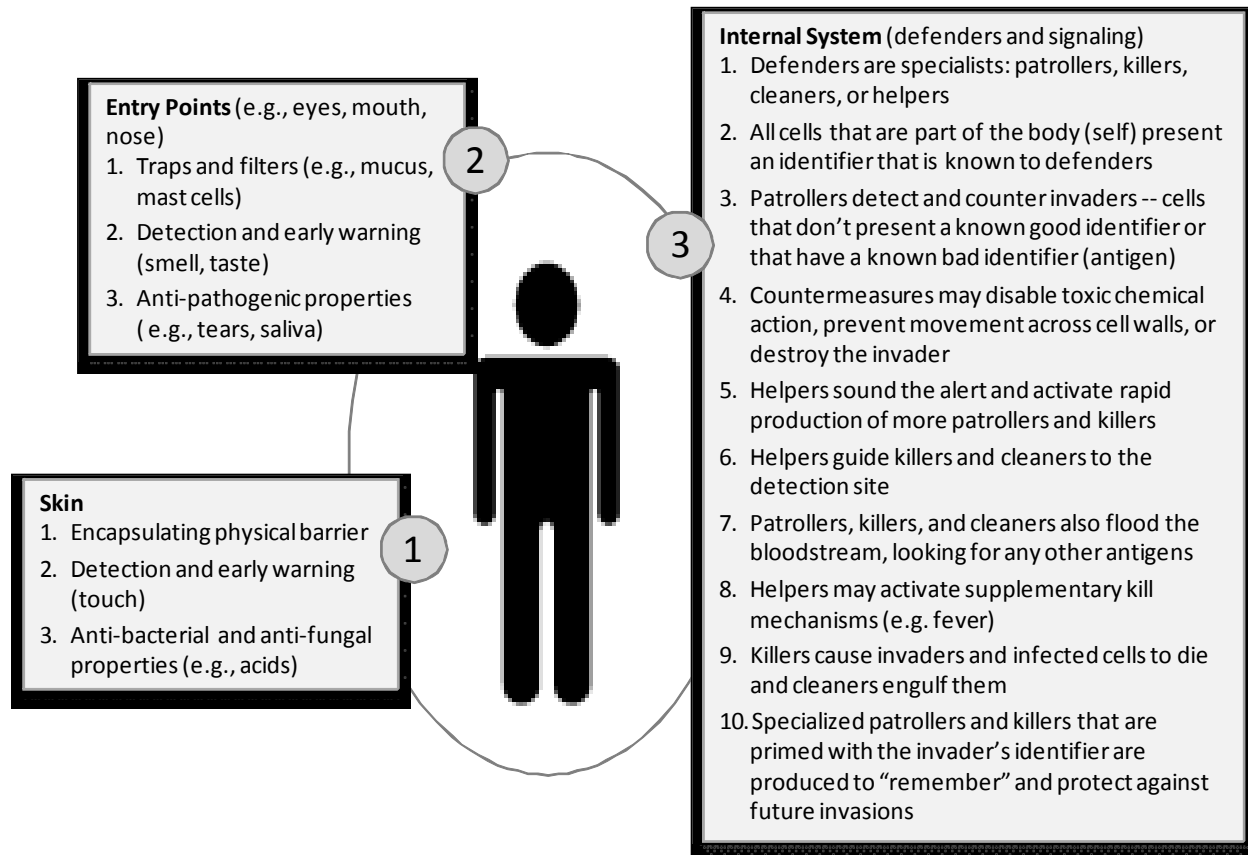 Skin
1. Encapsulating physical barrier
2. Detection and early warning
(touch)
3. Anti-bacterial and anti-fungal
properties (e.g., acids)
1
Entry Points (e.g., eyes, mouth,
nose)
1. Traps and filters (e.g., mucus,
mast cells)
2. Detection and early warning
(smell, taste)
3. Anti-pathogenic properties
( e.g., tears, saliva)
2
Internal System (defenders and signaling)
1. Defenders are specialists: patrollers, killers,
cleaners, or helpers
2. All cells that are part of the body (self) present
an identifier that is known to defenders
3. Patrollers detect and counter invaders -- cells
that don't present a known good identifier or
that have a known bad identifier (antigen)
4. Countermeasures may disable toxic chemical
action, prevent movement across cell walls, or
destroy the invader
5. Helpers sound the alert and activate rapid
production of more patrollers and killers
6. Helpers guide killers and cleaners to the
detection site
7. Patrollers, killers, and cleaners also flood the
bloodstream, looking for any other antigens
8. Helpers may activate supplementary kill
mechanisms (e.g. fever)
9. Killers cause invaders and infected cells to die
and cleaners engulf them
10. Specialized patrollers and killers that are
primed with the invader's identifier are
produced to “remember” and protect against
future invasions
3